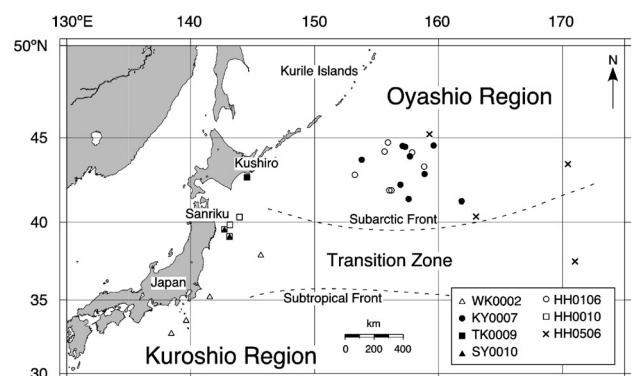 130°E 140 150 160 170
50°N
Kurile Islands
N
Oyashio Region
45
Kushiro
Sanriku
40
Subarctic Front
Transition Zone
Japan
35
Subtropical Front
km
0 200 400
Kuroshio Region
30
WK0002
KY0007
TK0009
SY0010
HH0106
HH0010
HH0506